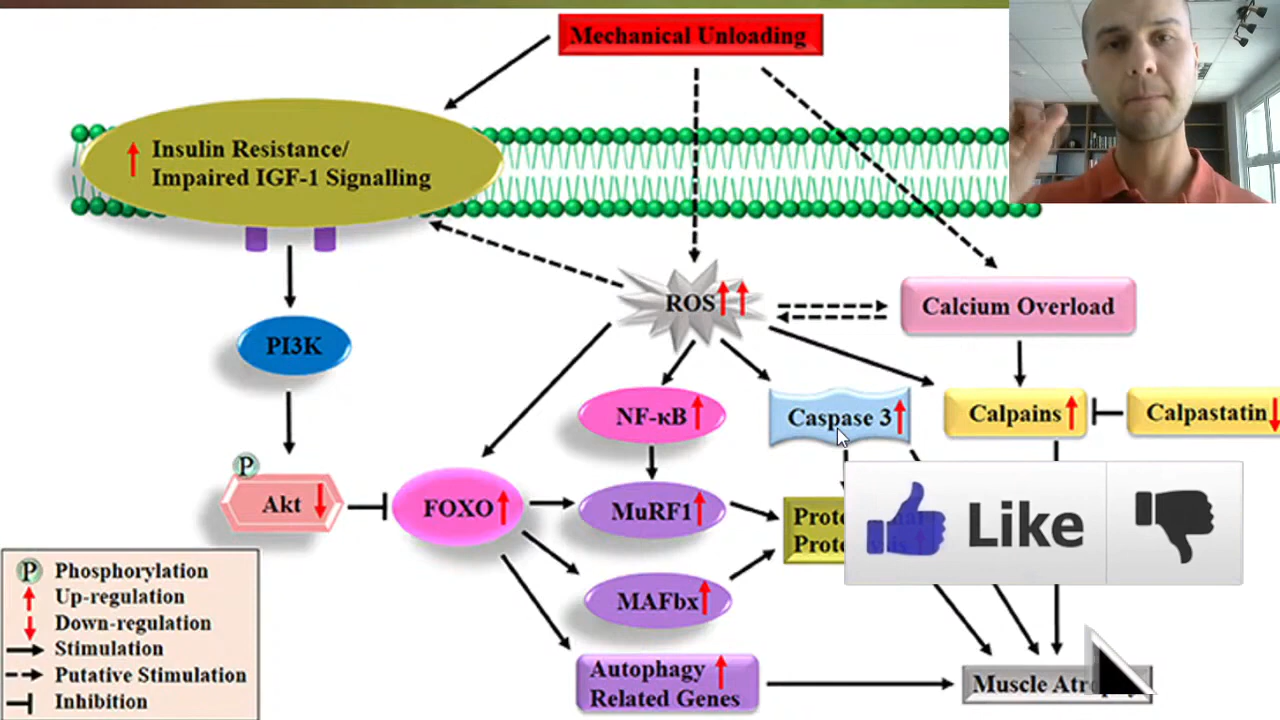 Mechanical Unloading
Insulin Resistance/
Impaired IGF-1 Signalling
ROS
Calcium Overload
PI3K
NF-κB
Caspase 3
Calpains
Calpastatin
P
Akt
FOXO
MuRF1
Like
MAFbx
Autophagy
Related Genes
Muscle
P Phosphorylation
Up-regulation
Down-regulation
Stimulation
Putative Stimulation
Inhibition